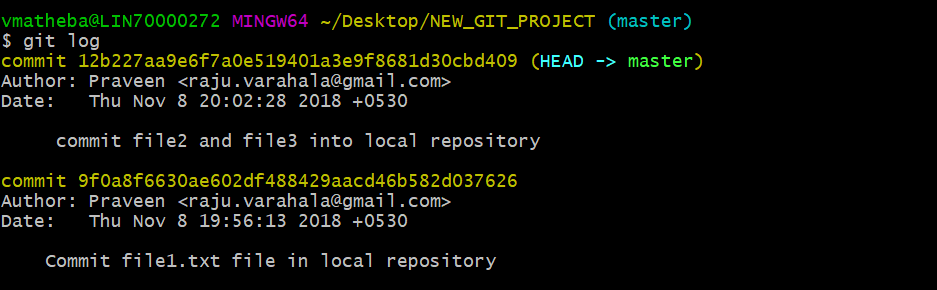 vmatheba@LIN70000272 MINGW64 ~/Desktop/NEW_GIT_PROJECT (master)
$ git log
commit 12b227aa9e6f7a0e519401a3e9f8681d30cbd409 (HEAD -> master)
Author: Praveen <raju.varahala@gmail.com>
Date:   Thu Nov 8 20:02:28 2018 +0530
     commit file2 and file3 into local repository
commit 9f0a8f6630ae602df488429aacd46b582d037626
Author: Praveen <raju.varahala@gmail.com>
Date:   Thu Nov 8 19:56:13 2018 +0530
    Commit file1.txt file in local repository